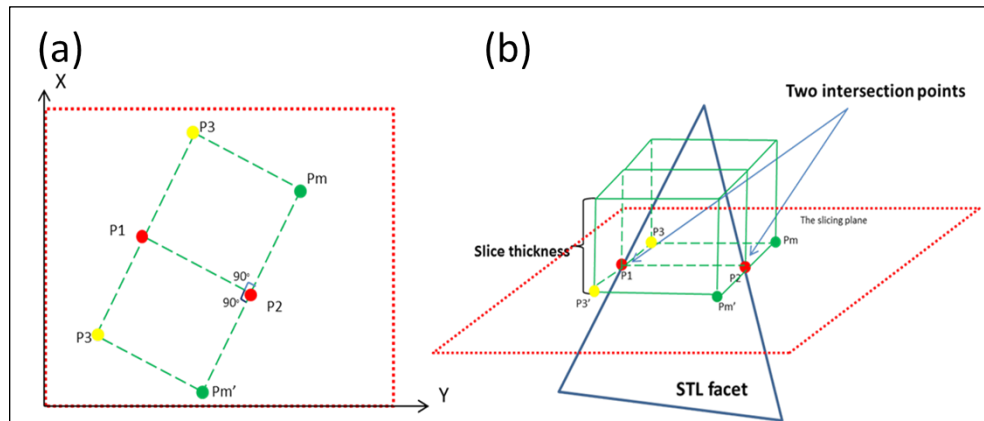 (a)
X
P3
Pm
P1
90°
90°
P2
P3
Pm'
Y
(b)
Two intersection points
The slicing plane
Slice thickness
P3
Pm
P1
P2
P3'
Pm'
STL facet